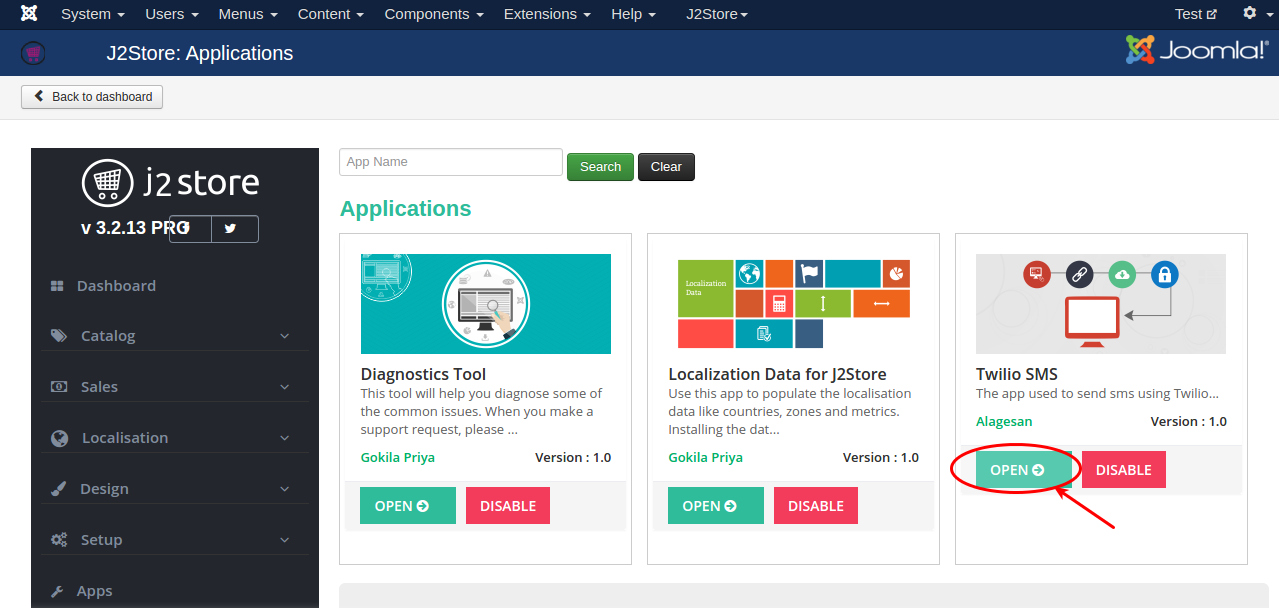 System Users Menus Content Components Extensions Help J2Store Test
J2Store: Applications
Joomla!®
Back to dashboard
j2store
v 3.2.13 PRO
Dashboard
Catalog
Sales
Localisation
Design
Setup
Apps
App Name Search Clear
Applications
Diagnostics Tool
This tool will help you diagnose some of
the common issues. When you make a
support request, please ...
Gokila Priya Version : 1.0
OPEN DISABLE
Localization
Data
Localization Data for J2Store
Use this app to populate the localisation
data like countries, zones and metrics.
Installing the dat...
Gokila Priya Version : 1.0
OPEN DISABLE
Twilio SMS
The app used to send sms using Twilio...
Alagesan Version : 1.0
OPEN DISABLE